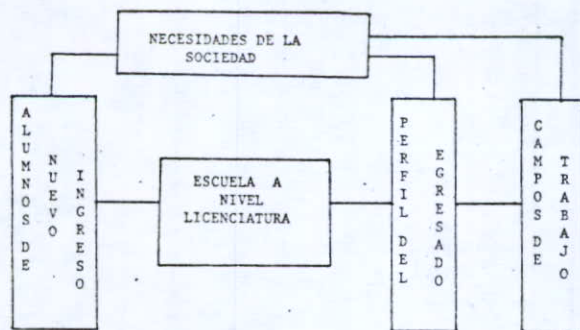 NECESIDADES DE LA
SOCIEDAD
ALUMNOS DE
NUEVO
INGRESO
ESCUELA A
NIVEL
LICENCIATURA
PERFIL DEL
EGRESADO
CAMPOS DE
TRABAJO